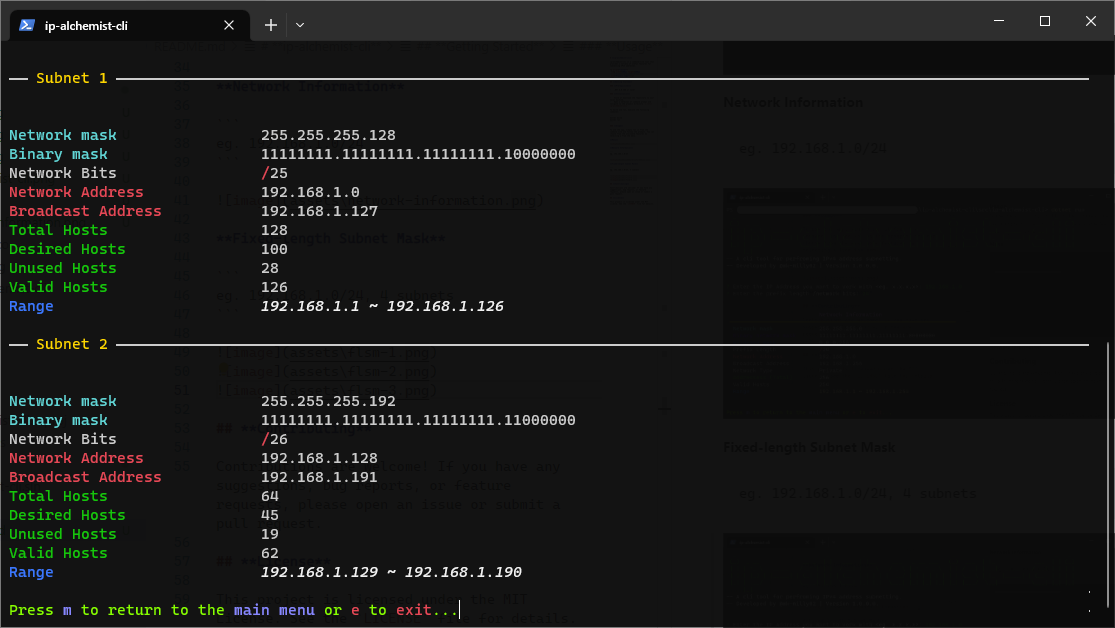 ip-alchemist-cli
Subnet 1
Network Information
Network mask 255.255.255.128
Binary mask 11111111.11111111.11111111.10000000
eg. 192.168.1.0/24
Network Bits /25
Network Address 192.168.1.0
Broadcast Address 192.168.1.127
Total Hosts 128
Desired Hosts 100
Unused Hosts 28
Valid Hosts 126
Range 192.168.1.1 ~ 192.168.1.126
Subnet 2
Network mask 255.255.255.192
Binary mask 11111111.11111111.11111111.11000000
Network Bits /26
Fixed-length Subnet Mask
Network Address 192.168.1.128
Broadcast Address 192.168.1.191
Total Hosts 64
eg. 192.168.1.0/24, 4 subnets
Desired Hosts 45
Unused Hosts 19
Valid Hosts 62
Range 192.168.1.129 ~ 192.168.1.190
Press m to return to the main menu or e to exit...